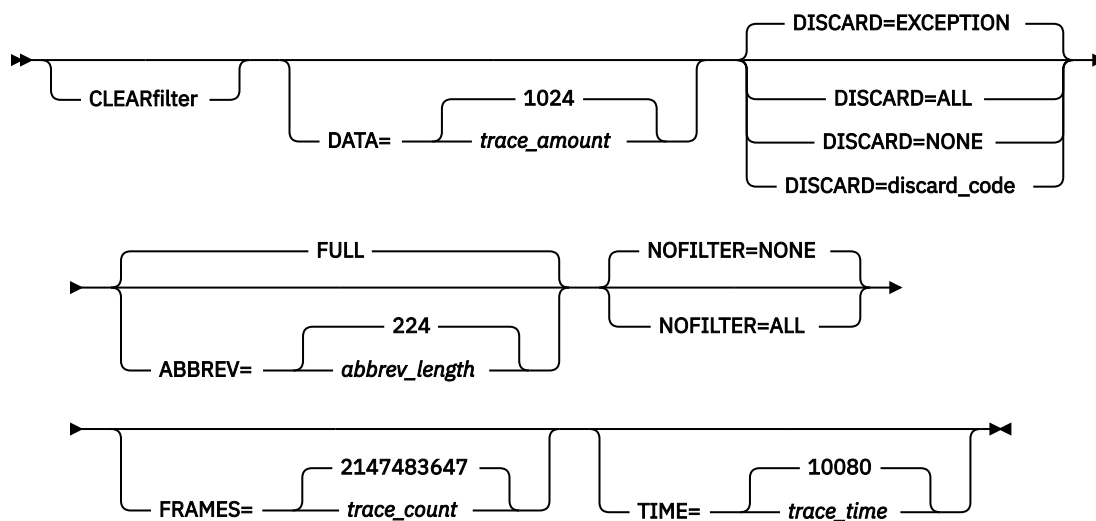 DISCARD=EXCEPTION
CLEARfilter
DATA=
1024
trace_amount
DISCARD=ALL
DISCARD=NONE
DISCARD=discard_code
FULL
ABBREV=
224
abbrev_length
NOFILTER=NONE
NOFILTER=ALL
FRAMES=
2147483647
trace_count
TIME=
10080
trace_time